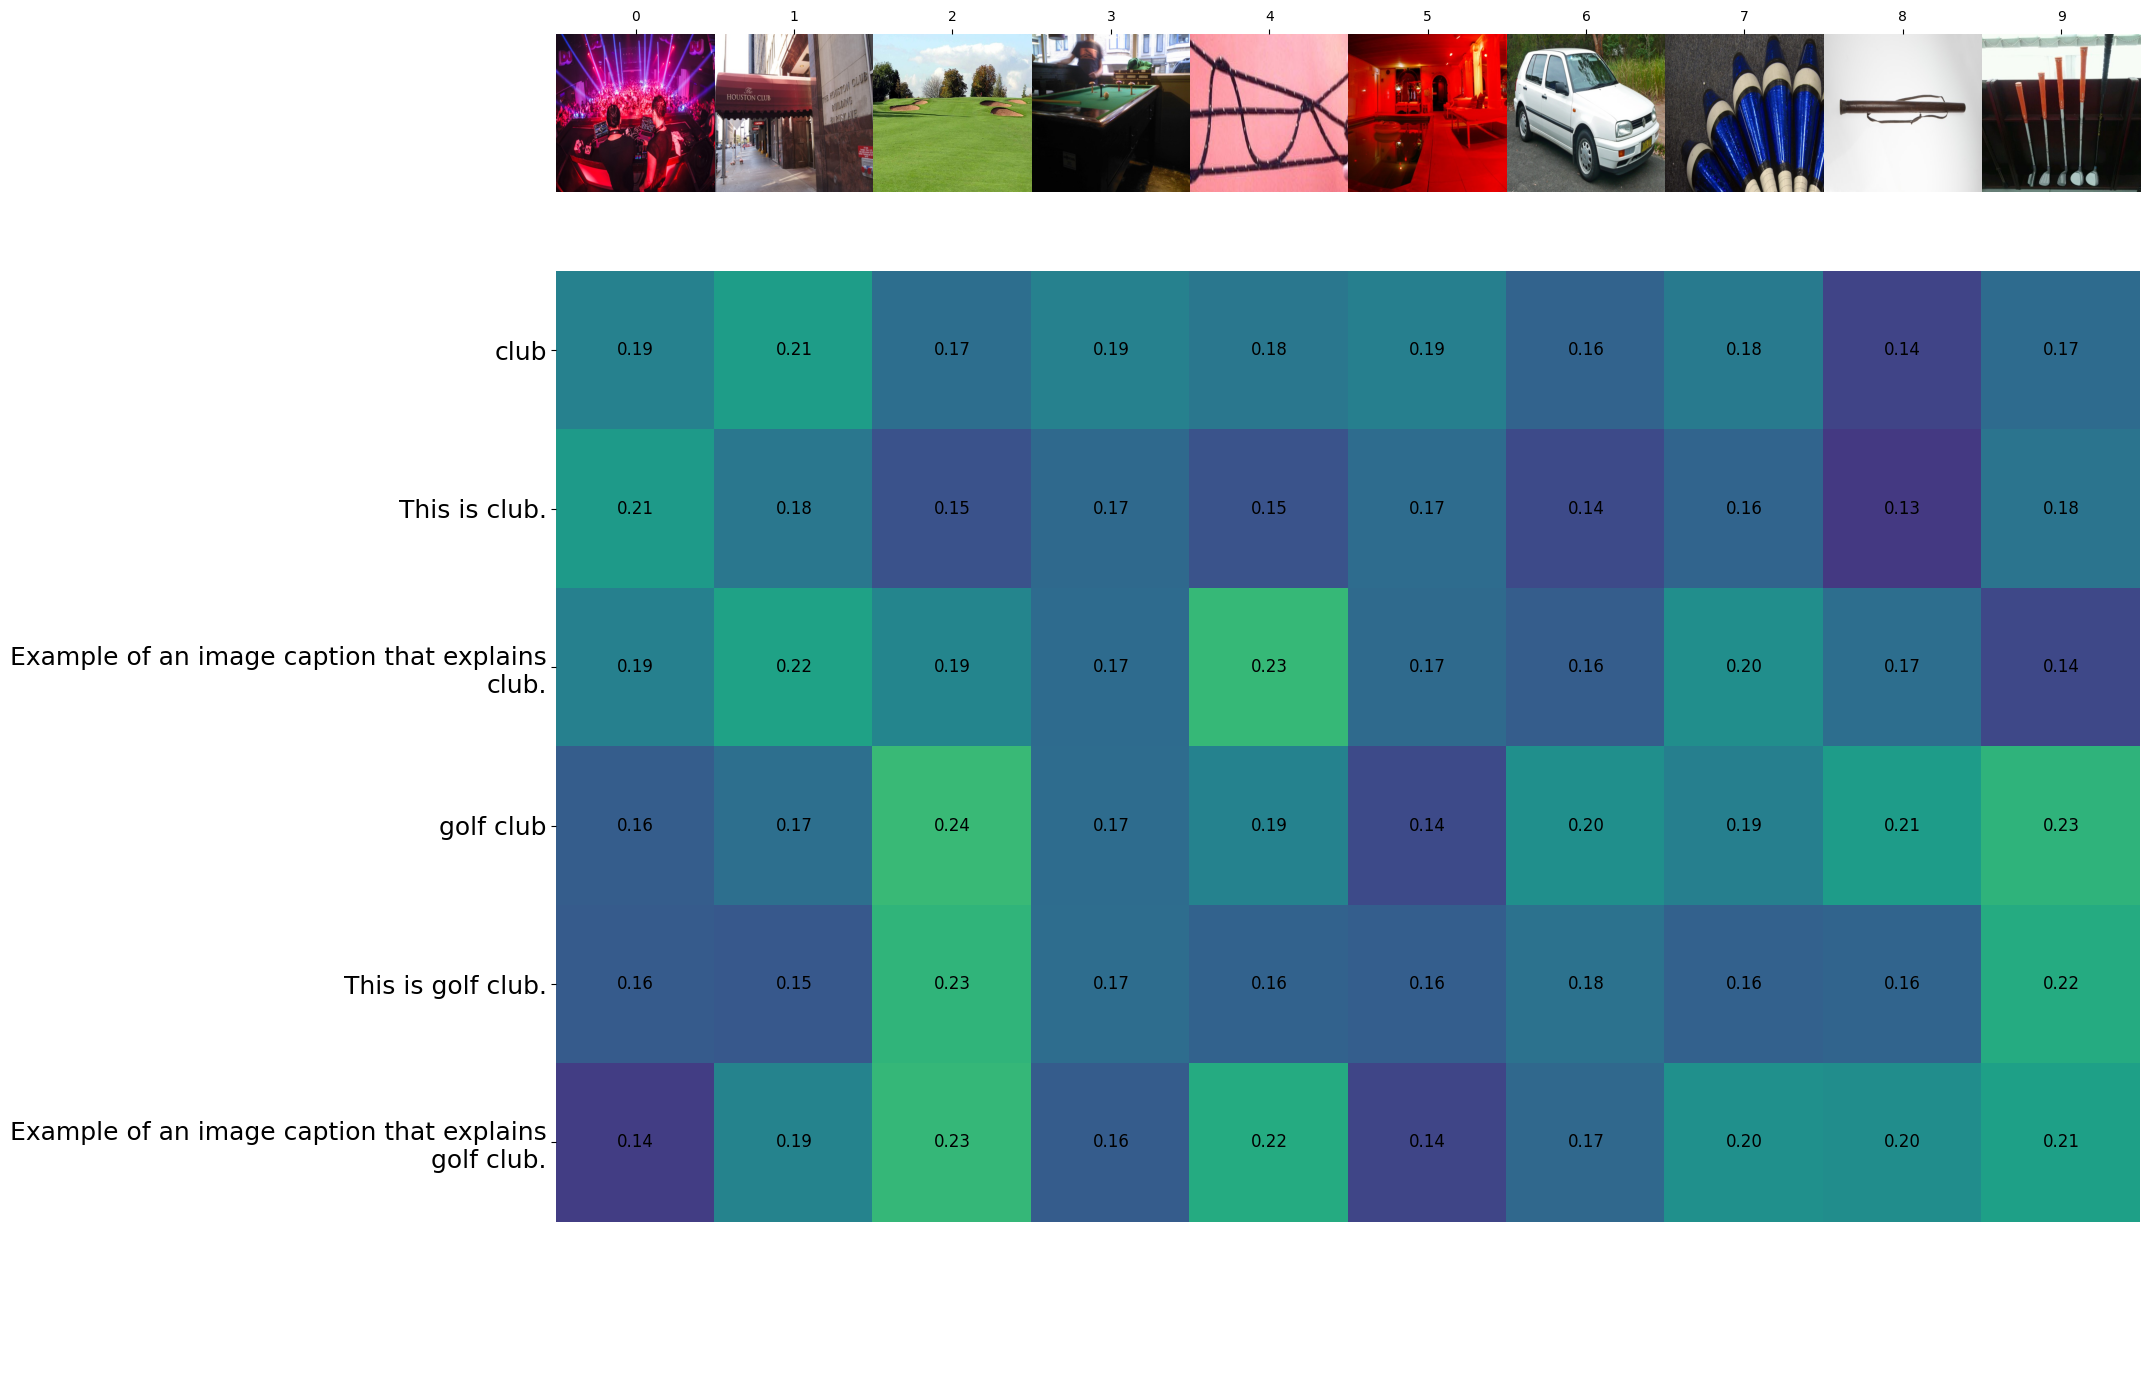 0 1 2 3 4 5 6 7 8 9
HOUSTON CLUB
club 0.19 0.21 0.17 0.19 0.18 0.19 0.16 0.18 0.14 0.17
This is club. 0.21 0.18 0.15 0.17 0.15 0.17 0.14 0.16 0.13 0.18
Example of an image caption that explains
club. 0.19 0.22 0.19 0.17 0.23 0.17 0.16 0.20 0.17 0.14
golf club 0.16 0.17 0.24 0.17 0.19 0.14 0.20 0.19 0.21 0.23
This is golf club. 0.16 0.15 0.23 0.17 0.16 0.16 0.18 0.16 0.16 0.22
Example of an image caption that explains
golf club. 0.14 0.19 0.23 0.16 0.22 0.14 0.17 0.20 0.20 0.21